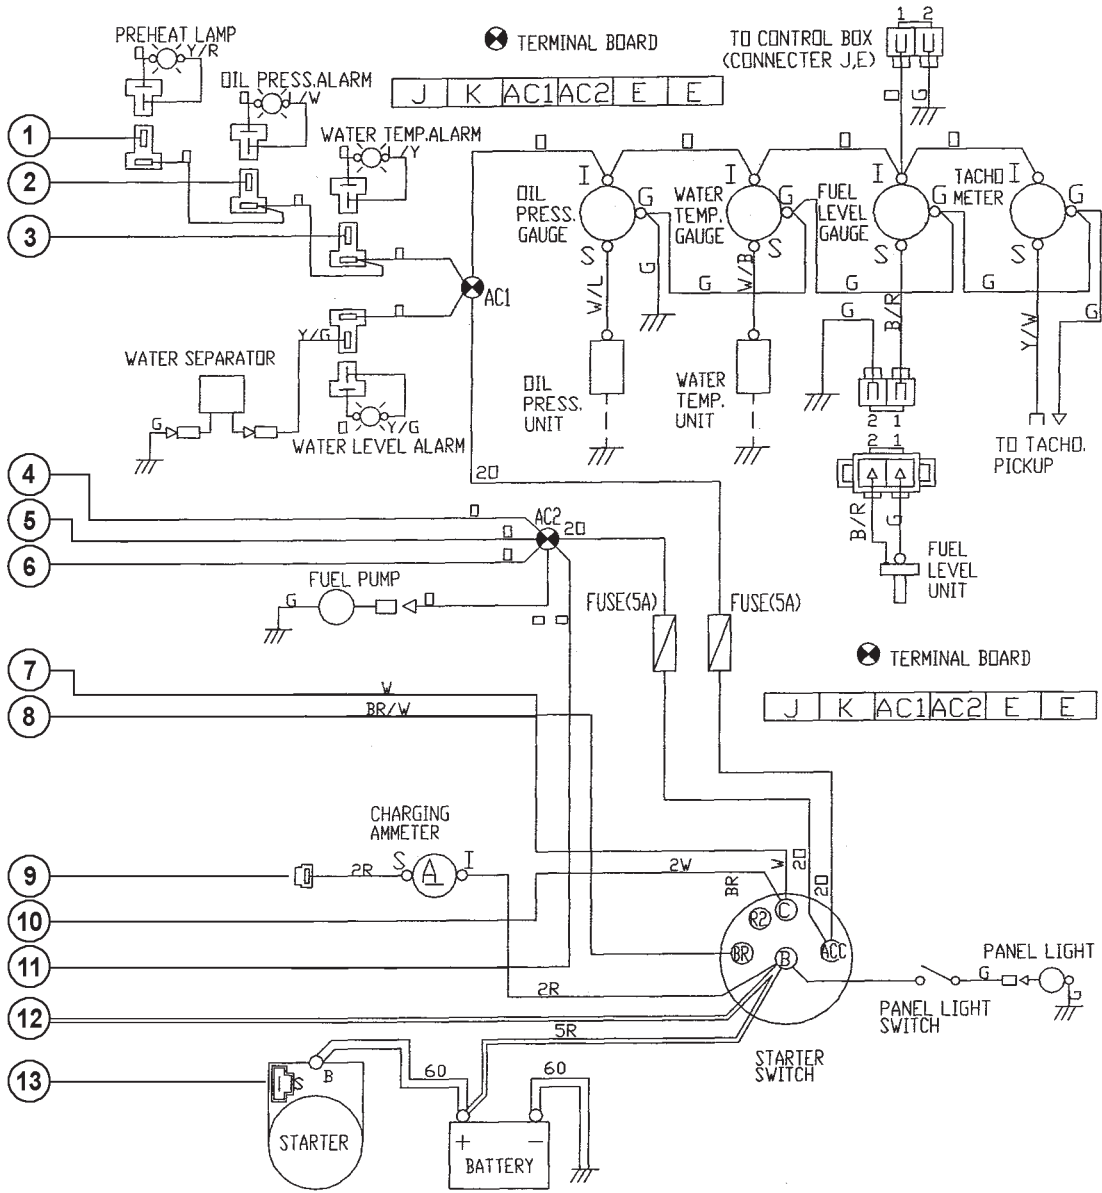 PREHEAT LAMP
O
Y/R
TERMINAL BOARD
J K AC1 AC2 E E
TO CONTROL BOX
(CONNECTER J,E)
1 2
O
G
OIL PRESS.ALARM
O
/W
WATER TEMP.ALARM
O
/Y
1
2
3
O
O
O
O
O
O
O
O
I
OIL
PRESS.
GAUGE
G
S
I
WATER
TEMP.
GAUGE
G
S
I
FUEL
LEVEL
GAUGE
G
S
I
TACHO
METER
G
S
AC1
W/L
G
G
W/B
G
G
B/R
Y/W
G
Y/G
WATER SEPARATOR
G
O
Y/G
WATER LEVEL ALARM
OIL
PRESS.
UNIT
WATER
TEMP.
UNIT
2 1
2 1
TO TACHO.
PICKUP
B/R
G
FUEL
LEVEL
UNIT
4
5
6
2O
O
O
O
AC2
2O
FUEL PUMP
G
O
O O
FUSE(5A)
FUSE(5A)
TERMINAL BOARD
J K AC1 AC2 E E
7
8
W
BR/W
CHARGING
AMMETER
9
2R
S
A
I
2W
BR
W
2O
2O
10
11
12
13
C
R2
BR
B
ACC
2R
5R
STARTER
SWITCH
PANEL LIGHT
SWITCH
G
PANEL LIGHT
G
S
B
STARTER
60
60
+ -
BATTERY